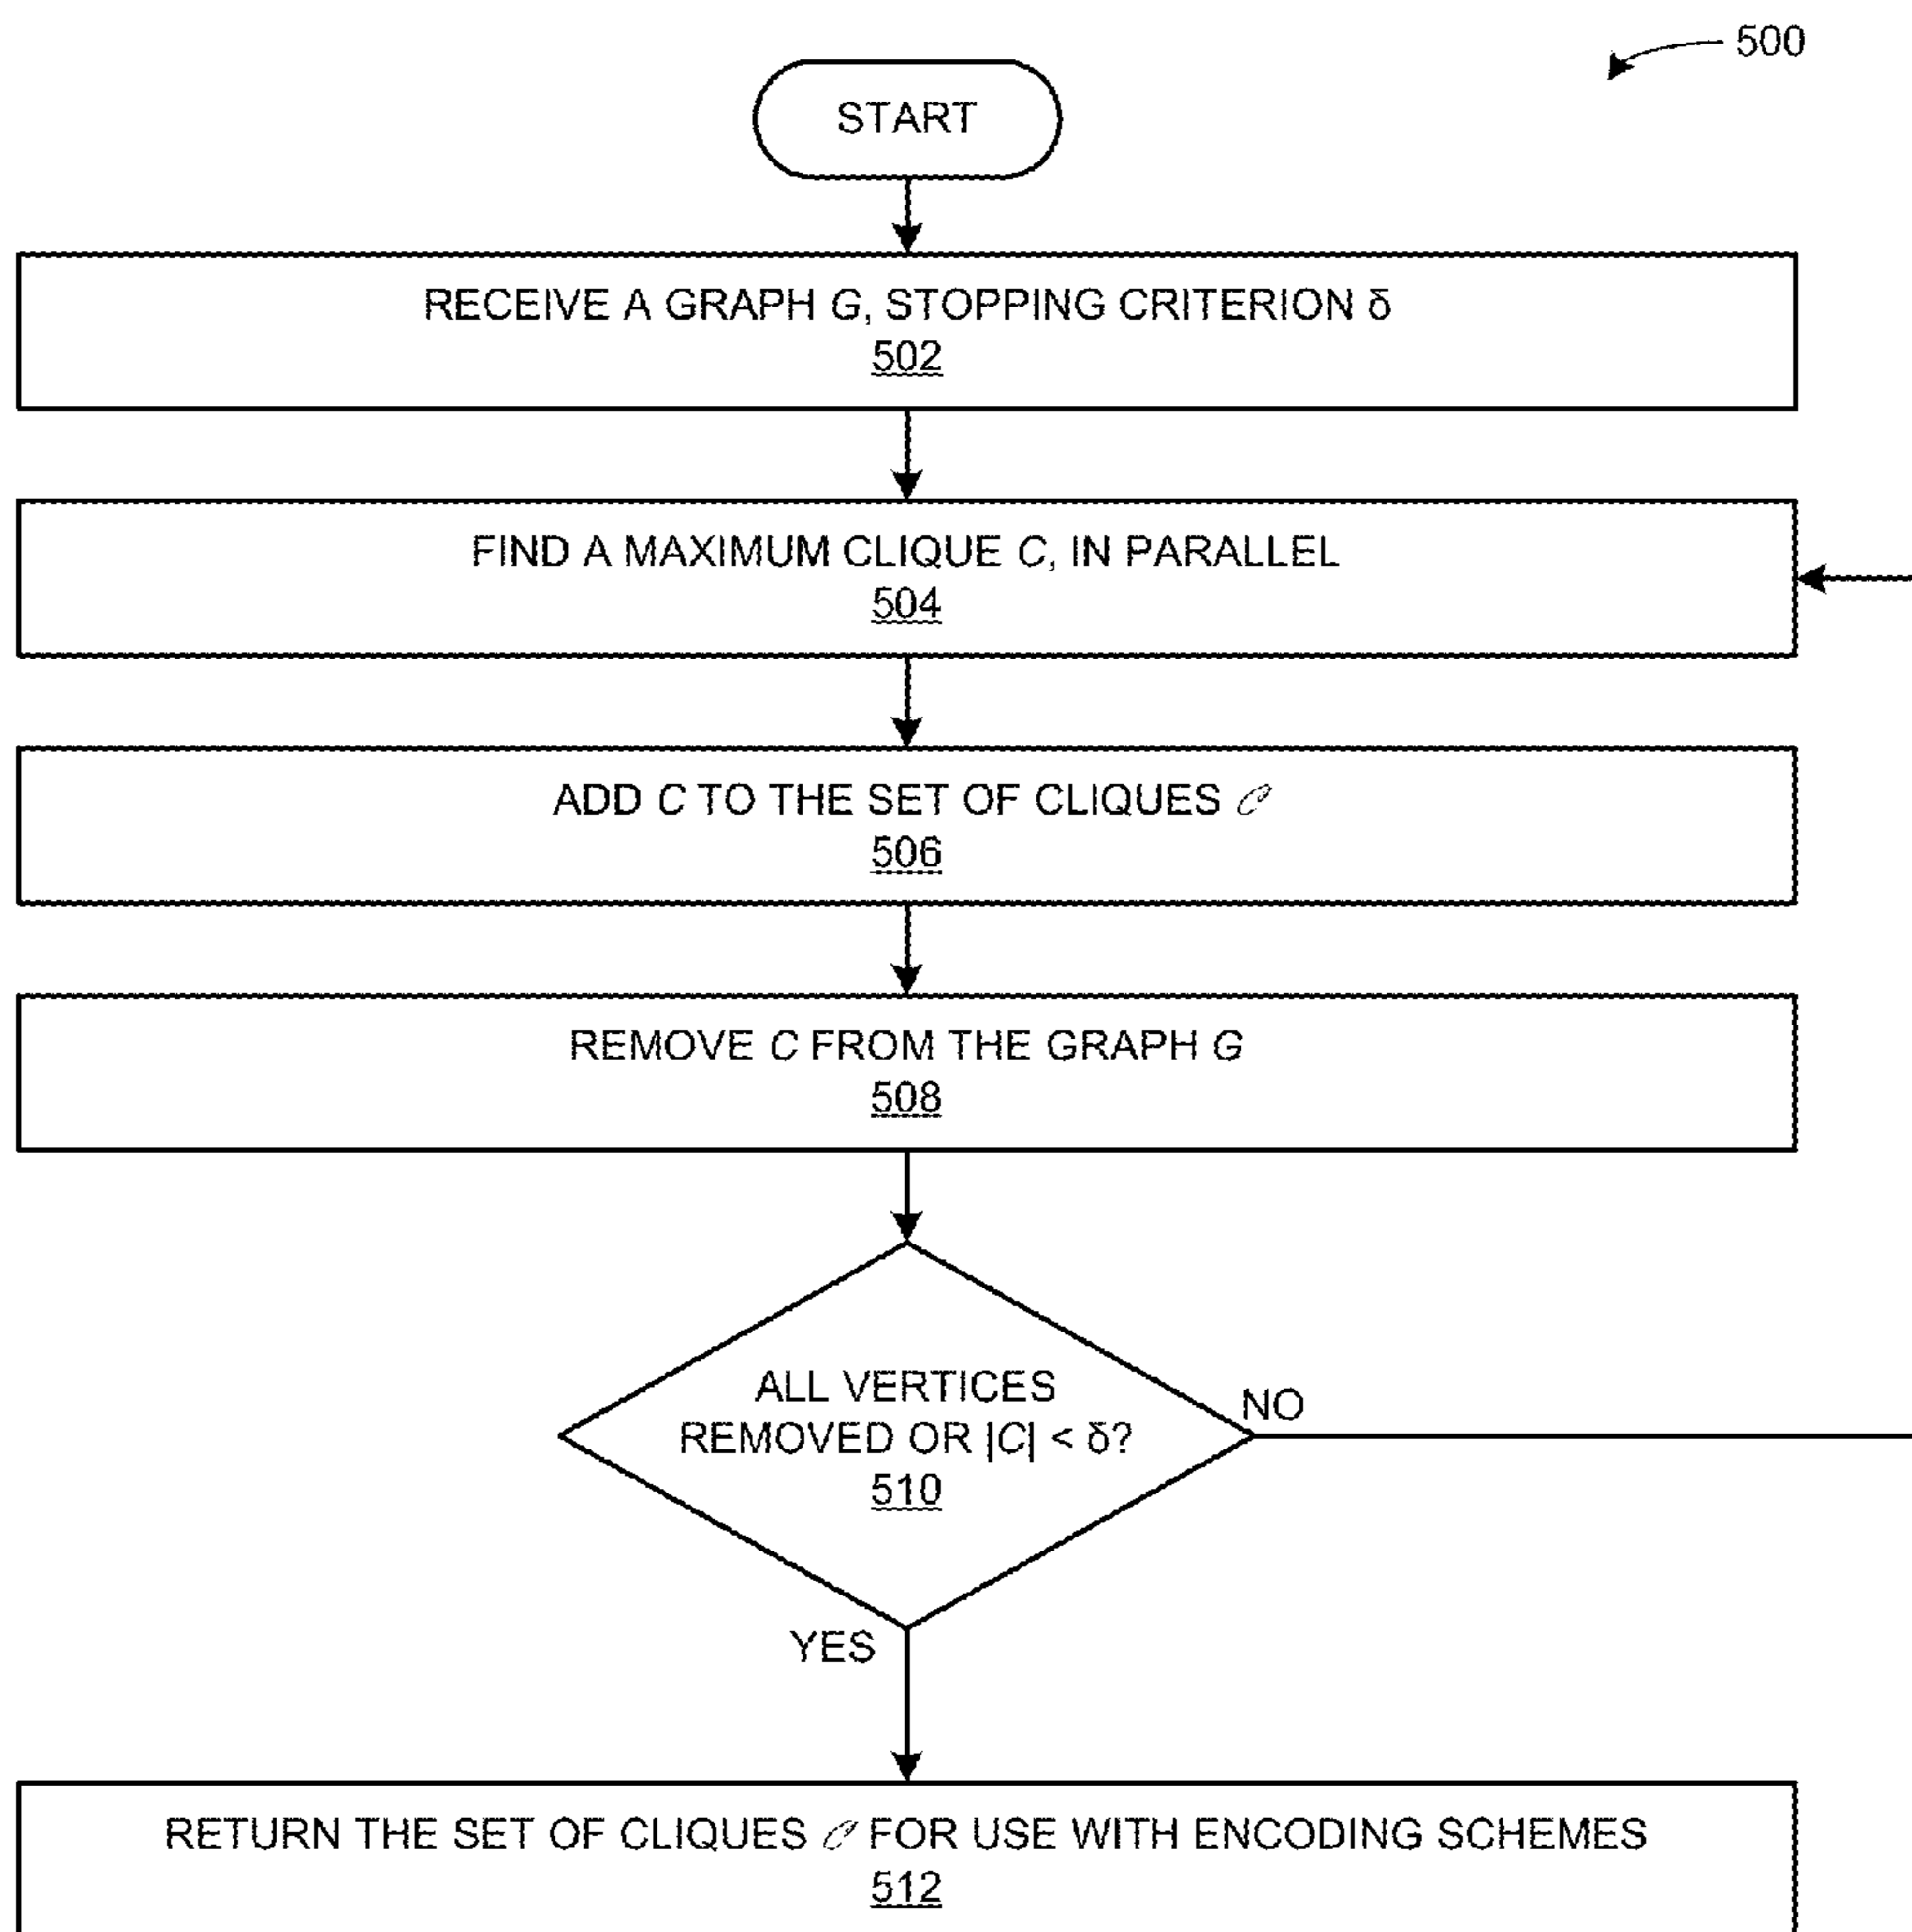 500
START
RECEIVE A GRAPH G, STOPPING CRITERION δ
502
FIND A MAXIMUM CLIQUE C, IN PARALLEL
504
ADD C TO THE SET OF CLIQUES 𝒞
506
REMOVE C FROM THE GRAPH G
508
ALL VERTICES
REMOVED OR |C| < δ?
510
NO
YES
RETURN THE SET OF CLIQUES 𝒞 FOR USE WITH ENCODING SCHEMES
512